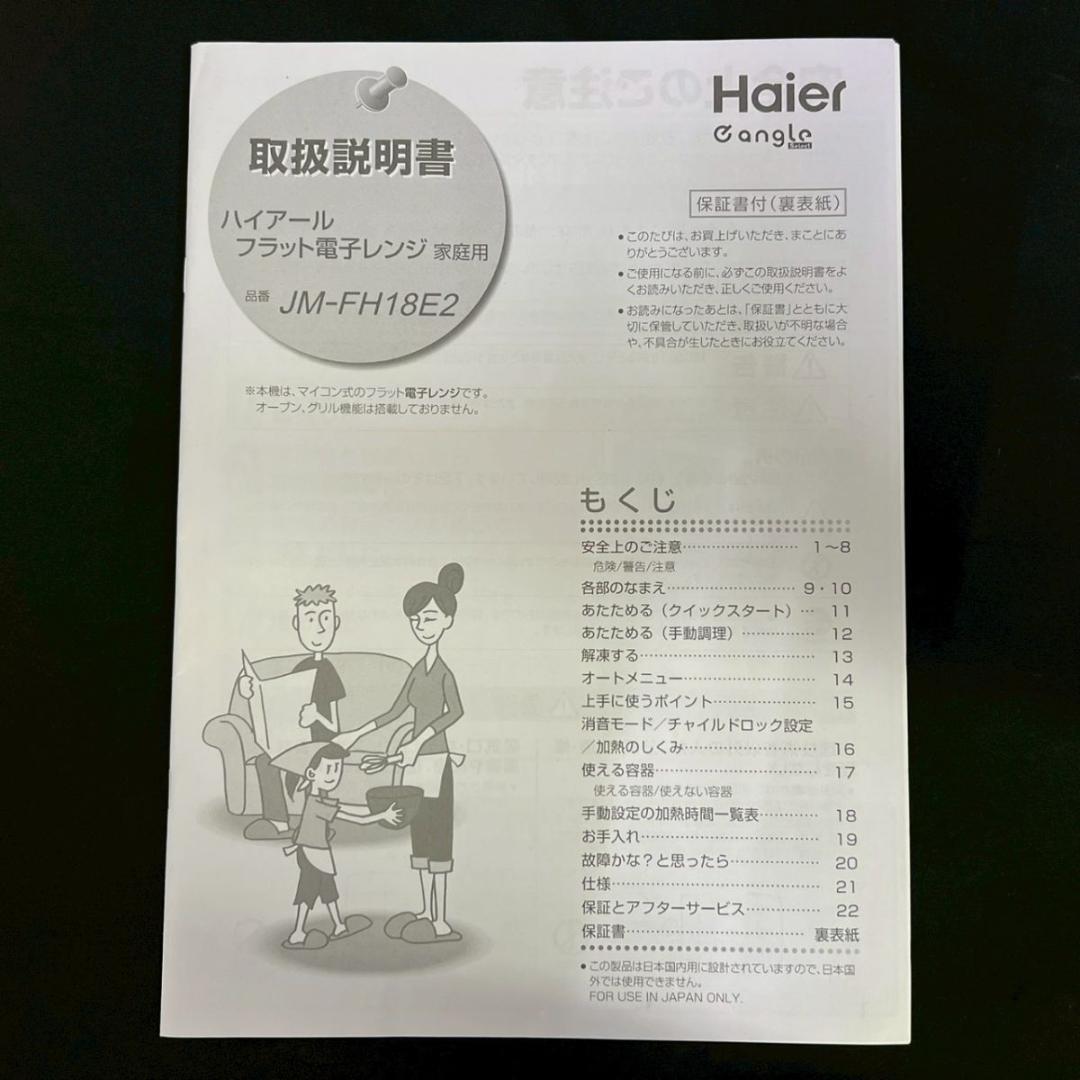 取扱説明書
ハイアール
フラット電子レンジ 家庭用
品番 JM-FH18E2
※本機は、マイコン式のフラット電子レンジです。
オーブン、グリル機能は搭載しておりません。
Haier
e angle
Select
保証書付(裏表紙)
●このたびは、お買上げいただき、まことにあ
りがとうございます。
●ご使用になる前に、必ずこの取扱説明書をよ
くお読みいただき、正しくご使用ください。
●お読みになったあとは、「保証書」とともに大
切に保管していただき、取扱いが不明な場合
や、不具合が生じたときにお役立てください。
もくじ
安全上のご注意…………………… 1~8
危険/警告/注意
各部のなまえ……………………… 9・10
あたためる(クイックスタート)… 11
あたためる(手動調理)…………… 12
解凍する……………………………… 13
オートメニュー……………………… 14
上手に使うポイント………………… 15
消音モード/チャイルドロック設定
/加熱のしくみ……………………… 16
使える容器…………………………… 17
使える容器/使えない容器
手動設定の加熱時間一覧表………… 18
お手入れ……………………………… 19
故障かな?と思ったら……………… 20
仕様…………………………………… 21
保証とアフターサービス…………… 22
保証書……………………………… 裏表紙
●この製品は日本国内用に設計されていますので、日本国
外では使用できません。
FOR USE IN JAPAN ONLY.